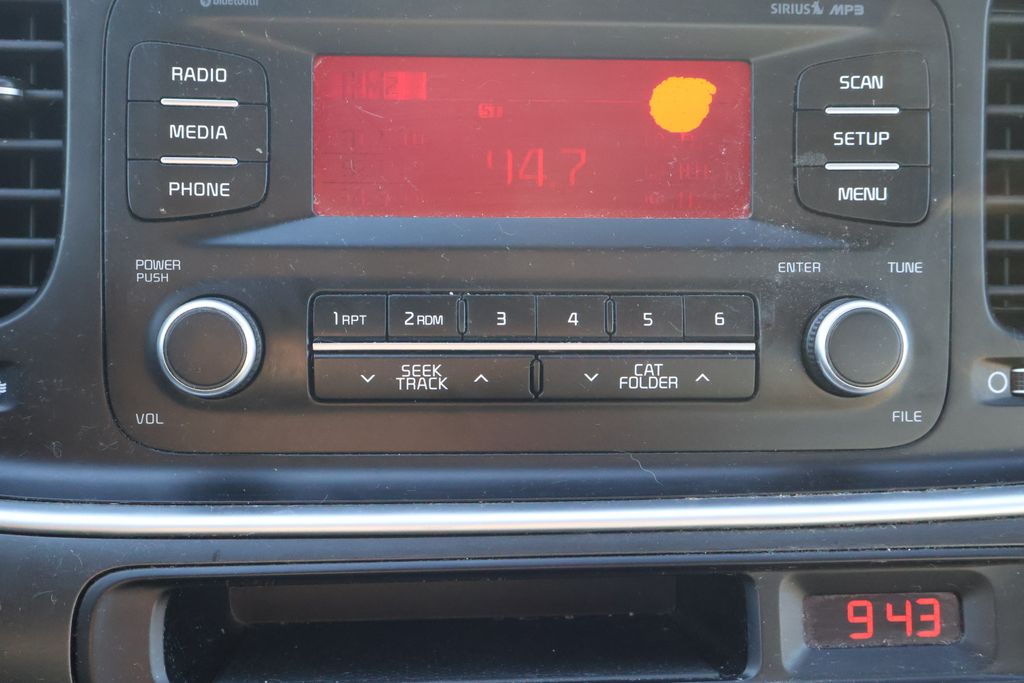 Bluetooth
SIRIUS MP3
RADIO
MEDIA
PHONE
94.7
SCAN
SETUP
MENU
POWER
PUSH
VOL
1 RPT 2 RDM 3 4 5 6
SEEK
TRACK
CAT
FOLDER
ENTER TUNE
FILE
9 43